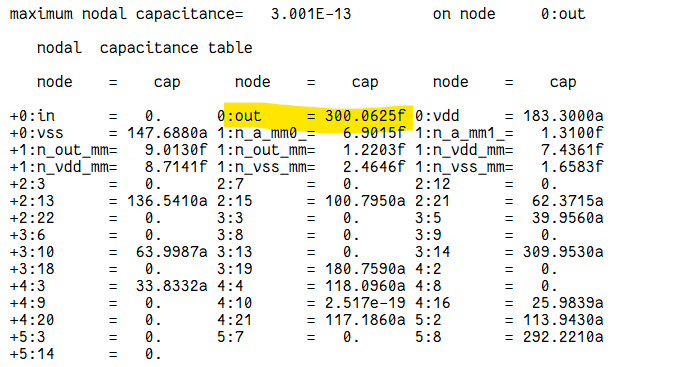 maximum nodal capacitance=   3.001E-13          on node     0:out
nodal  capacitance table
node    =    cap      node    =    cap      node    =    cap
+0:in      =   0.      0:out     = 300.0625f 0:vdd     = 183.3000a
+0:vss     = 147.6880a 1:n_a_mm0_=   6.9015f 1:n_a_mm1_=   1.3100f
+1:n_out_mm=   9.0130f 1:n_out_mm=   1.2203f 1:n_vdd_mm=   7.4361f
+1:n_vdd_mm=   8.7141f 1:n_vss_mm=   2.4646f 1:n_vss_mm=   1.6583f
+2:3       =   0.      2:7       =   0.      2:12      =   0.
+2:13      = 136.5410a 2:15      = 100.7950a 2:21      =  62.3715a
+2:22      =   0.      3:3       =   0.      3:5       =  39.9560a
+3:6       =   0.      3:8       =   0.      3:9       =   0.
+3:10      =  63.9987a 3:13      =   0.      3:14      = 309.9530a
+3:18      =   0.      3:19      = 180.7590a 4:2       =   0.
+4:3       =  33.8332a 4:4       = 118.0960a 4:8       =   0.
+4:9       =   0.      4:10      = 2.517e-19 4:16      =  25.9839a
+4:20      =   0.      4:21      = 117.1860a 5:2       = 113.9430a
+5:3       =   0.      5:7       =   0.      5:8       = 292.2210a
+5:14      =   0.